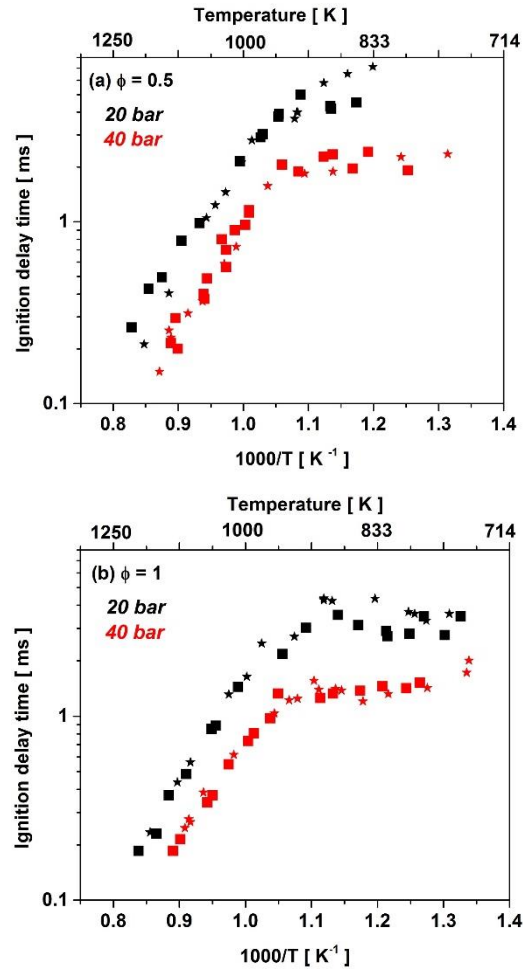 Temperature [ K ]
1250 1000 833 714
(a) ϕ = 0.5
20 bar
40 bar
Ignition delay time [ ms ]
1
0.1
0.8 0.9 1.0 1.1 1.2 1.3 1.4
1000/T [ K⁻¹ ]
Temperature [ K ]
1250 1000 833 714
(b) ϕ = 1
20 bar
40 bar
Ignition delay time [ ms ]
1
0.1
0.8 0.9 1.0 1.1 1.2 1.3 1.4
1000/T [K⁻¹]